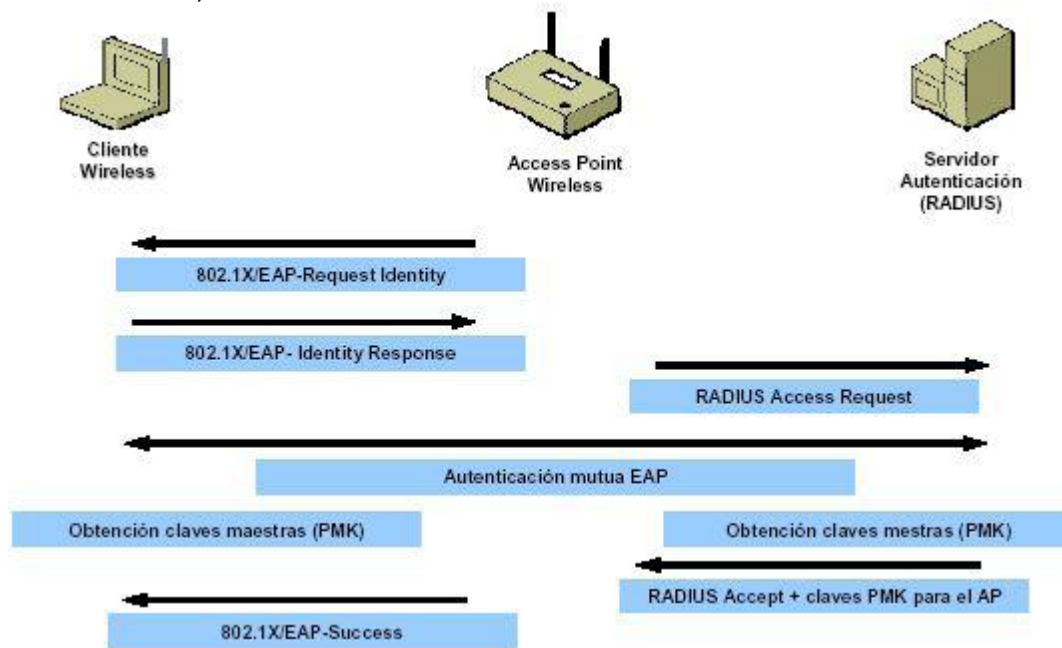 Cliente
Wireless
Access Point
Wireless
Servidor
Autenticación
(RADIUS)
802.1X/EAP-Request Identity
802.1X/EAP- Identity Response
RADIUS Access Request
Autenticación mutua EAP
Obtención claves maestras (PMK)
Obtención claves mestras (PMK)
RADIUS Accept + claves PMK para el AP
802.1X/EAP-Success